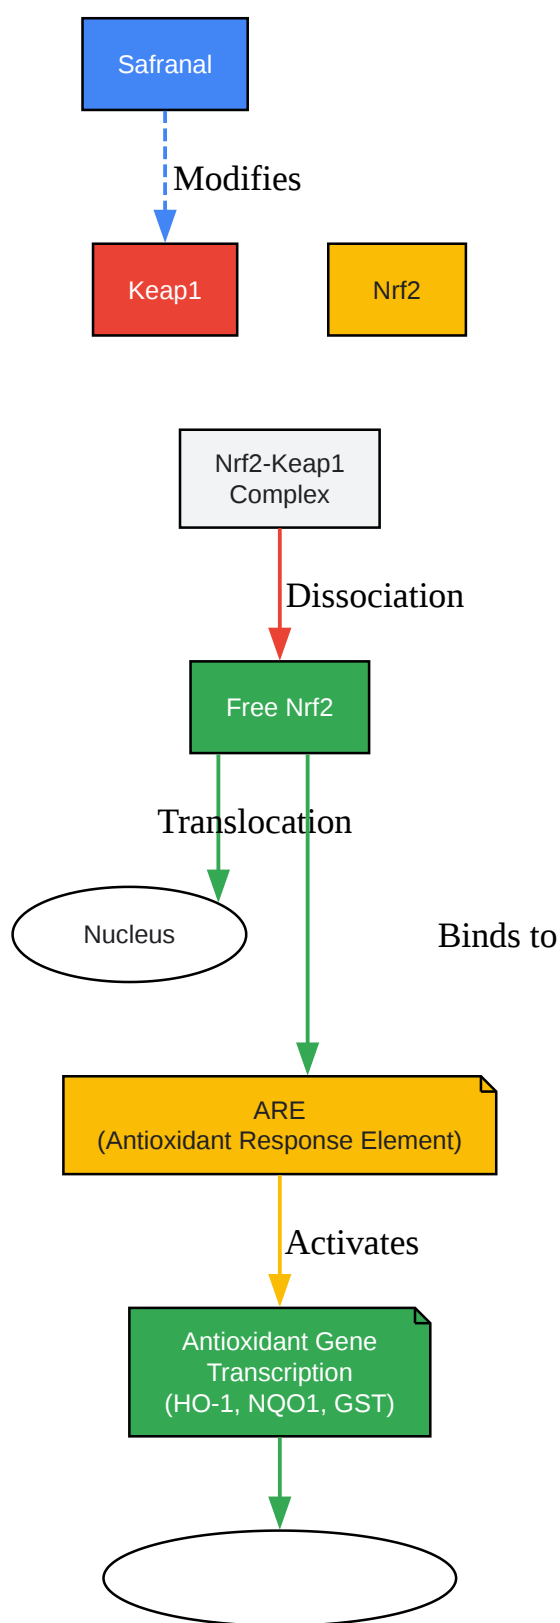 Safranal
Modifies
Keap1
Nrf2
Nrf2-Keap1
Complex
Dissociation
Free Nrf2
Translocation
Nucleus
Binds to
ARE
(Antioxidant Response Element)
Activates
Antioxidant Gene
Transcription
(HO-1, NQO1, GST)